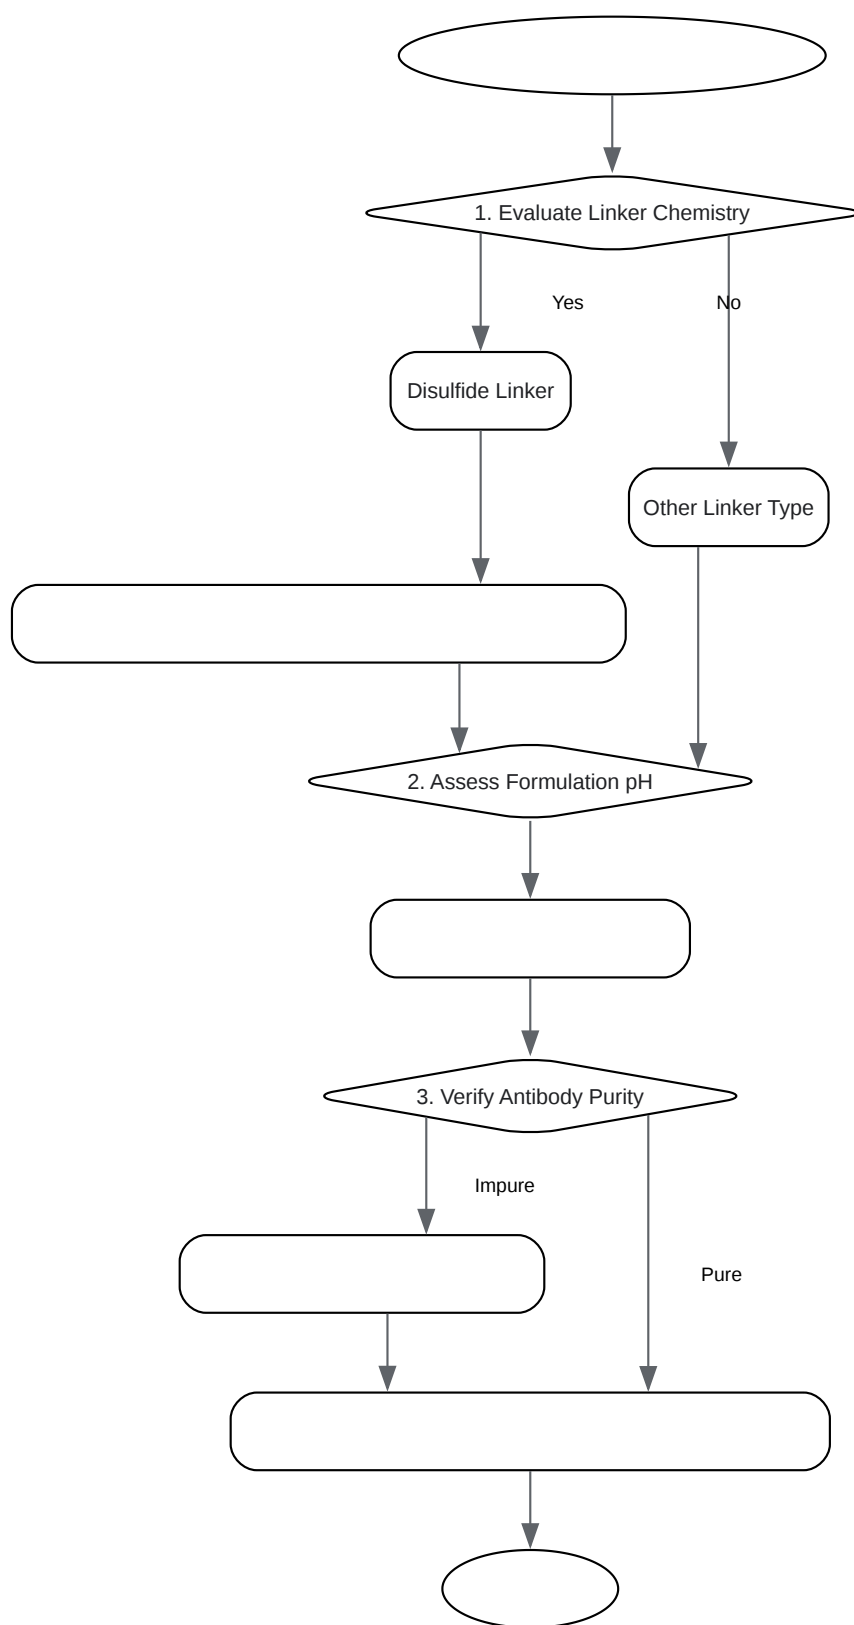 1. Evaluate Linker Chemistry
Yes
No
Disulfide Linker
Other Linker Type
2. Assess Formulation pH
3. Verify Antibody Purity
Impure
Pure